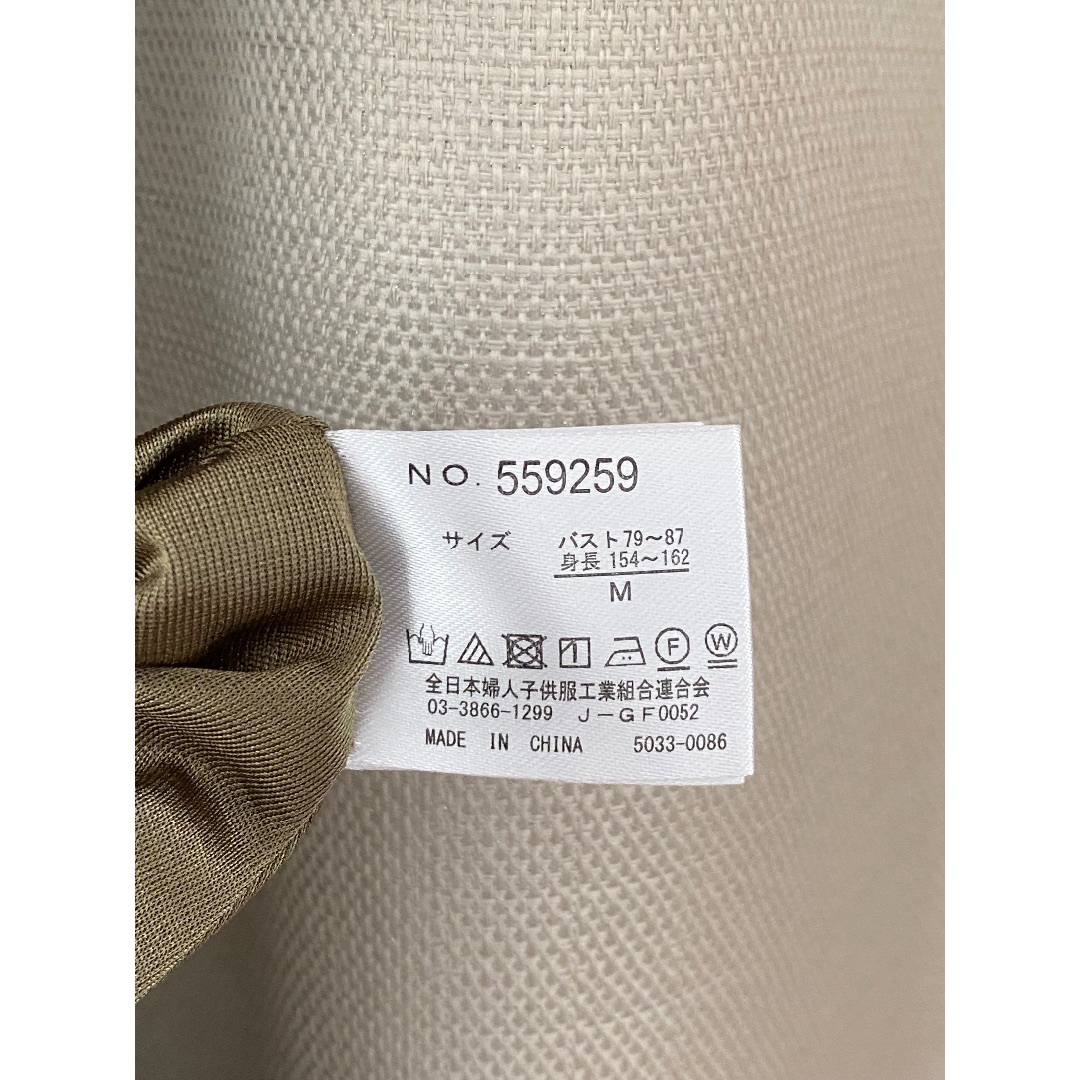 NO. 559259
サイズ バスト79～87
身長 154～162
M
F W
全日本婦人子供服工業組合連合会
03-3866-1299 J－GF0052
MADE IN CHINA 5033-0086